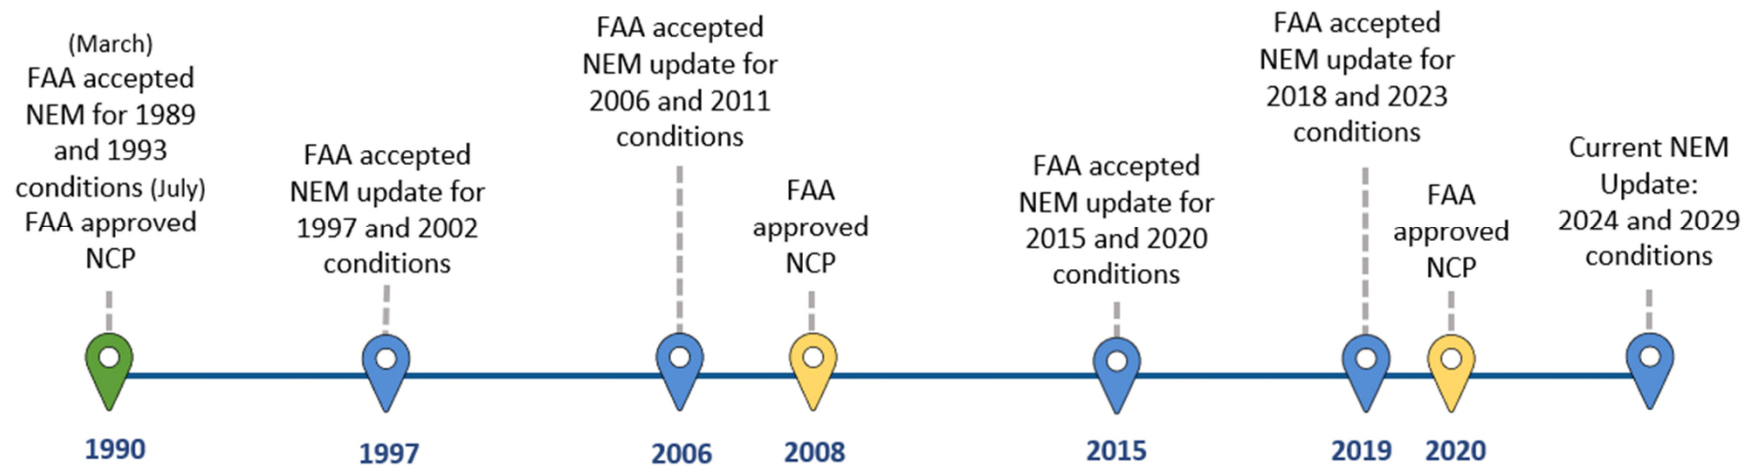 (March)
FAA accepted
NEM for 1989
and 1993
conditions (July)
FAA approved
NCP
1990
FAA accepted
NEM update for
1997 and 2002
conditions
1997
FAA accepted
NEM update for
2006 and 2011
conditions
2006
FAA
approved
NCP
2008
FAA accepted
NEM update for
2015 and 2020
conditions
2015
FAA accepted
NEM update for
2018 and 2023
conditions
2019
FAA
approved
NCP
2020
Current NEM
Update:
2024 and 2029
conditions